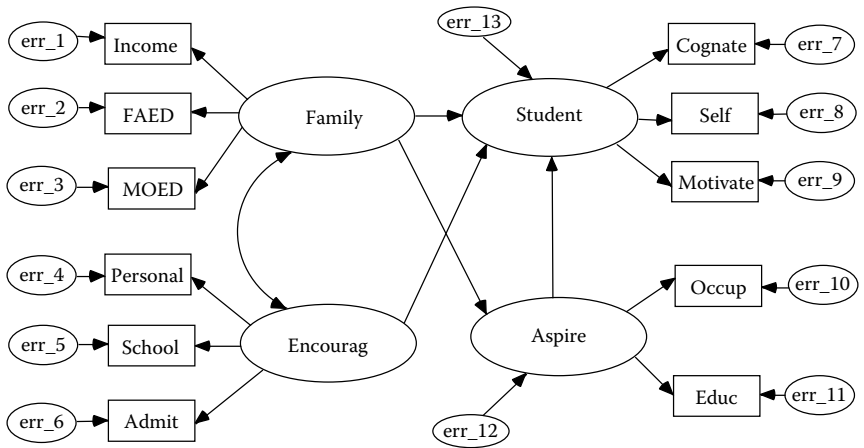 err_1
Income
err_13
Cognate
err_7
err_2
FAED
Family
Student
Self
err_8
err_3
MOED
Motivate
err_9
err_4
Personal
Occup
err_10
err_5
School
Encourag
Aspire
Educ
err_11
err_6
Admit
err_12